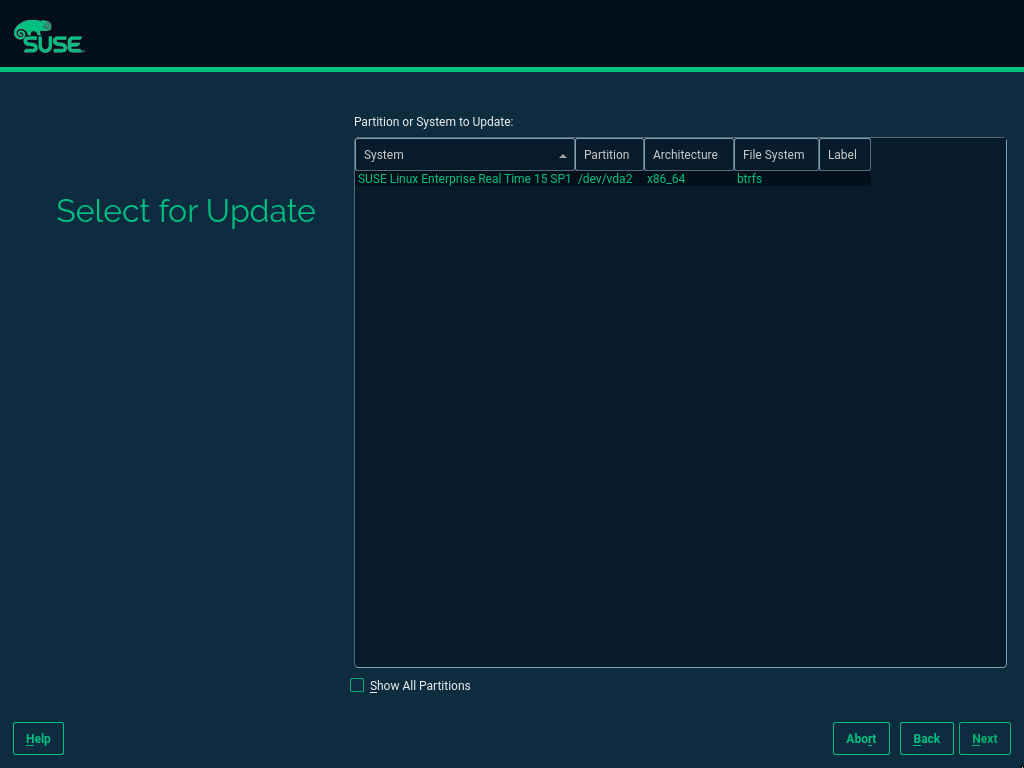 SUSE
Partition or System to Update:
System Partition Architecture File System Label
SUSE Linux Enterprise Real Time 15 SP1 /dev/vda2 x86_64 btrfs
Select for Update
Show All Partitions
Help Abort Back Next